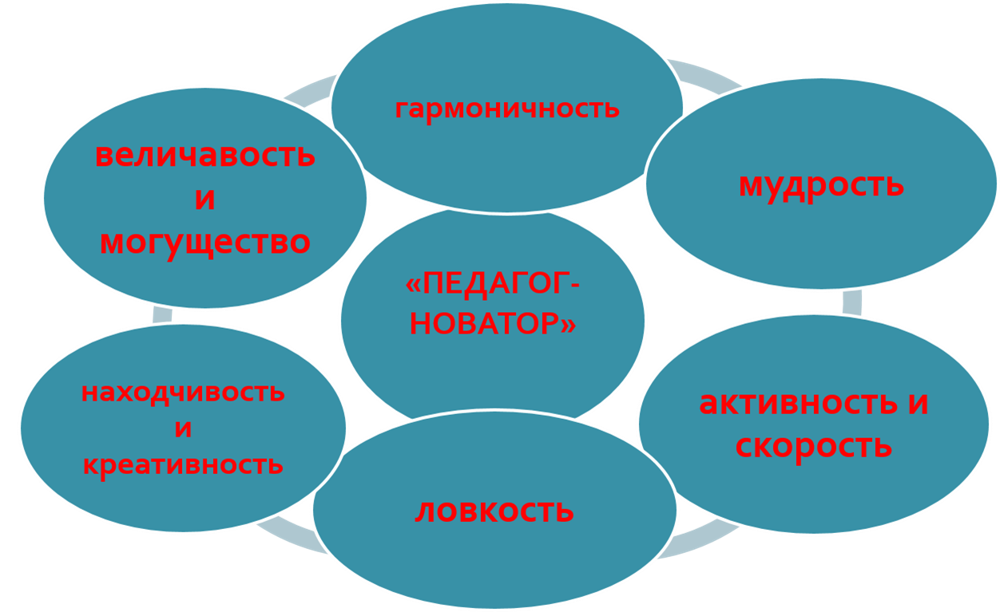 гармоничность
мудрость
активность и
скорость
ловкость
находчивость
и
креативность
величавость
и
могущество
«ПЕДАГОГ-
НОВАТОР»